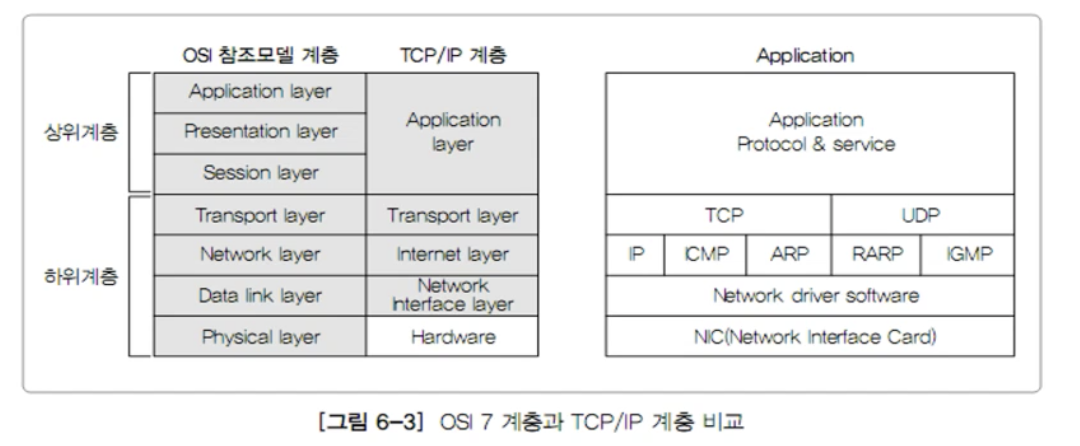 OSI 참조모델 계층 TCP/IP 계층 Application
상위계층
Application layer
Presentation layer
Session layer
Application
layer
Application
Protocol & service
하위계층
Transport layer Transport layer TCP UDP
Network layer Internet layer IP ICMP ARP RARP IGMP
Data link layer Network
Interface layer Network driver software
Physical layer Hardware NIC(Network Interface Card)
[그림 6-3] OSI 7 계층과 TCP/IP 계층 비교